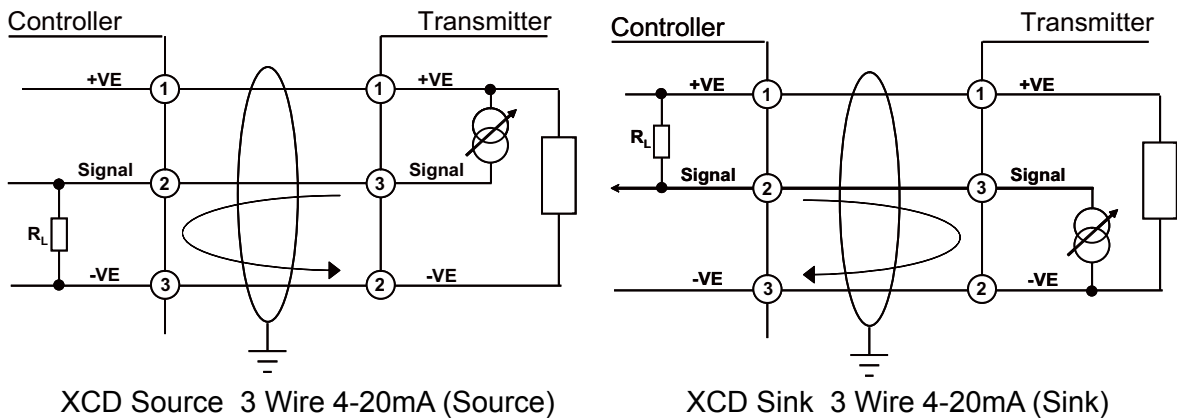 Controller
Transmitter
+VE
1
1
+VE
Signal
2
3
Signal
RL
-VE
3
2
-VE
XCD Source 3 Wire 4-20mA (Source)
Controller
Transmitter
+VE
1
1
+VE
RL
Signal
2
3
Signal
-VE
3
2
-VE
XCD Sink 3 Wire 4-20mA (Sink)